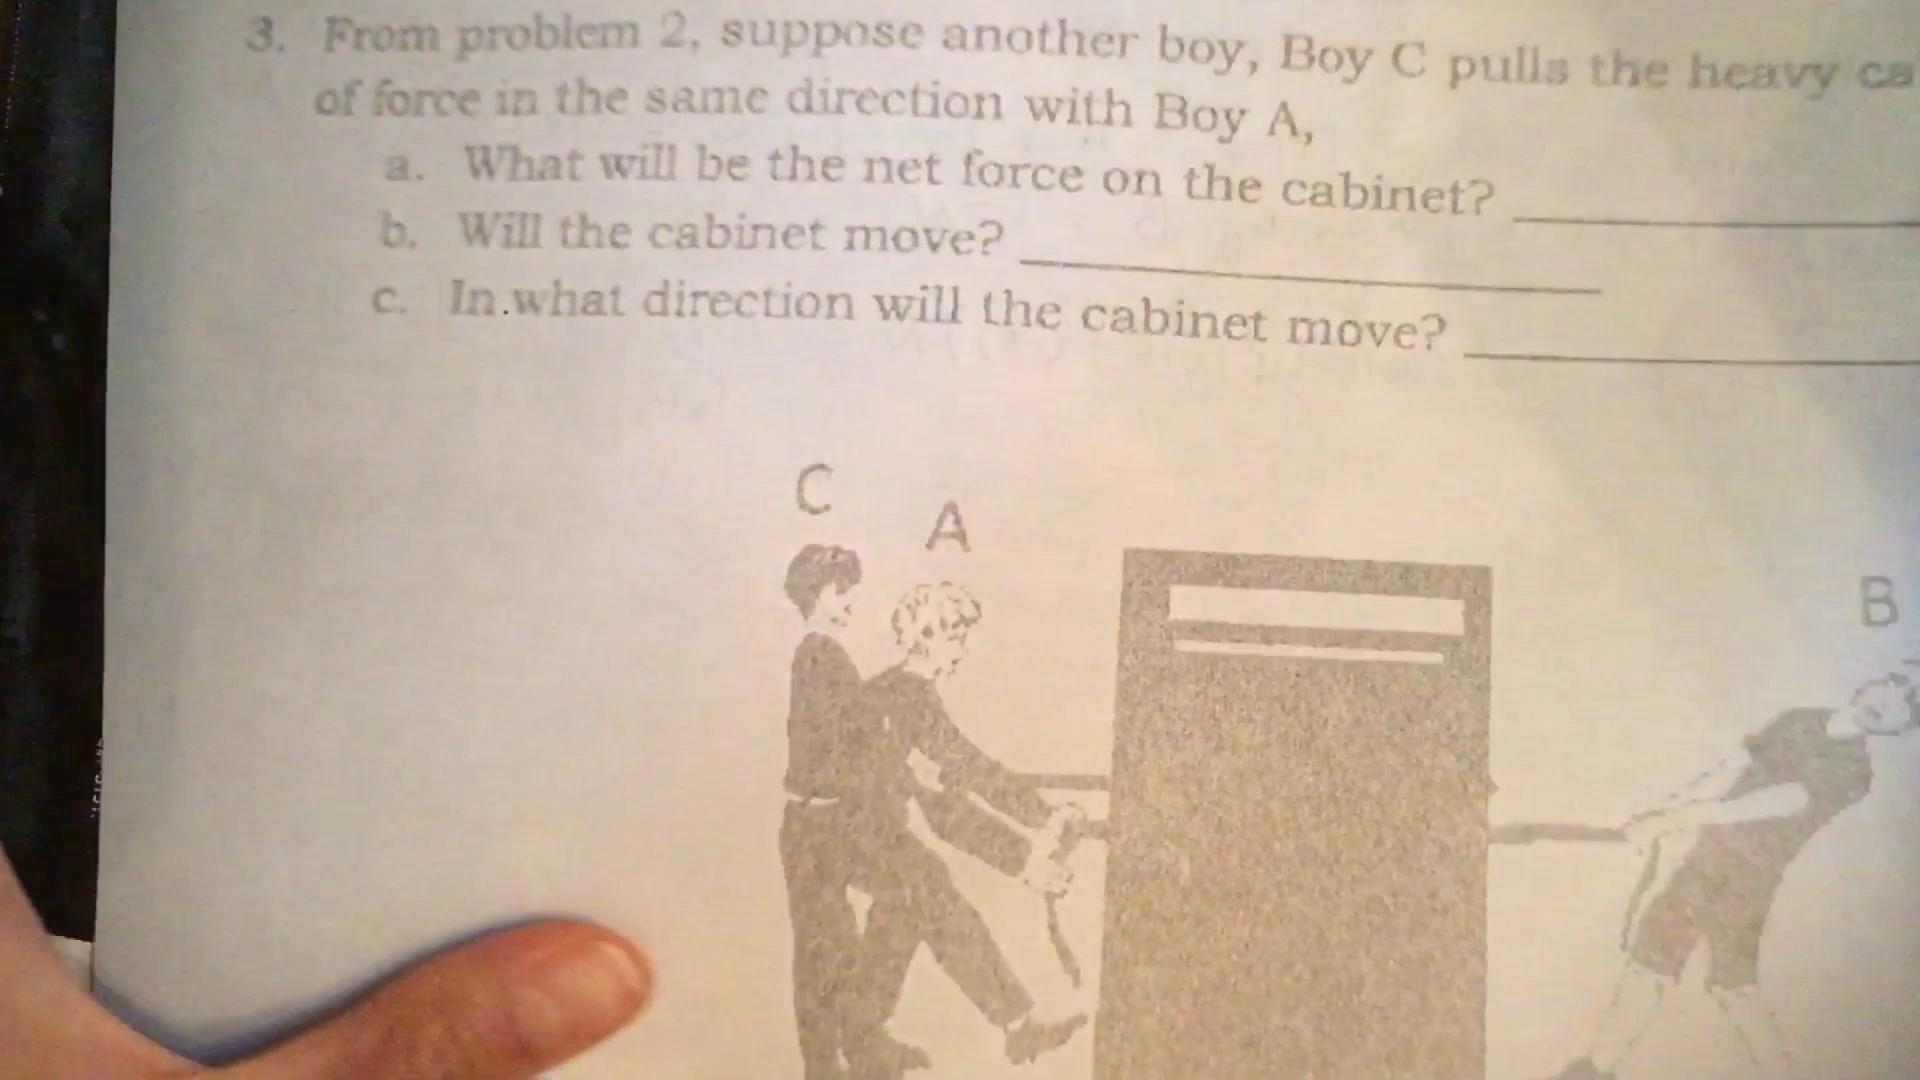 3. From problem 2, suppose another boy, Boy C pulls the heavy
of force in the same direction with Boy A,
a. What will be the net force on the cabinet?
b. Will the cabinet move?
c. In.what direction will the cabinet move?
C
A
B